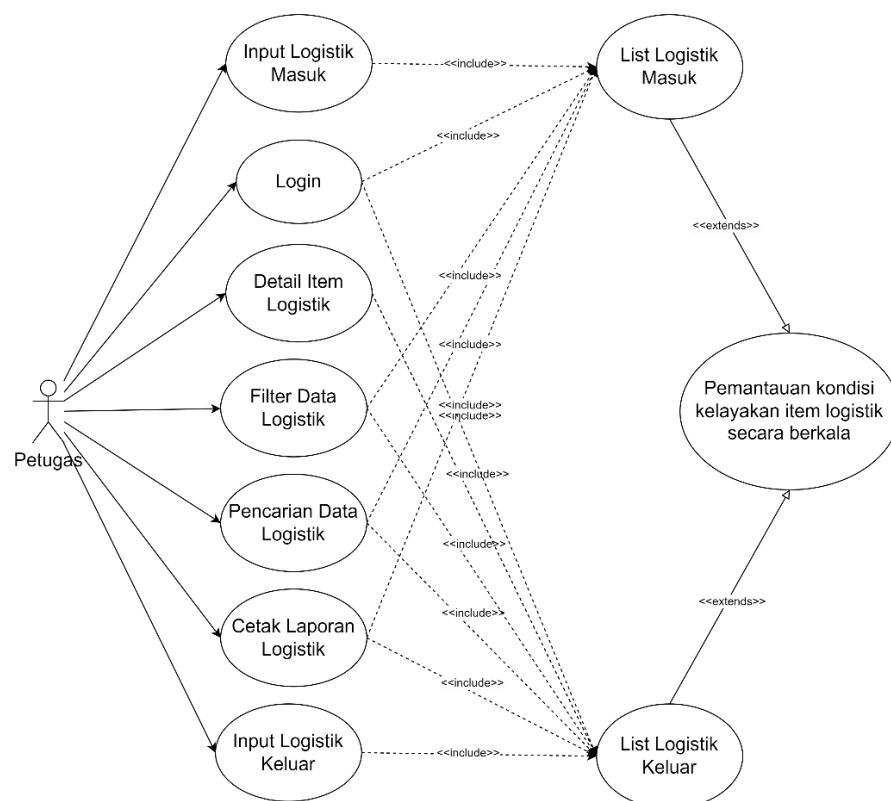 Input Logistik
Masuk
<<include>>
List Logistik
Masuk
<<include>>
Login
<<extends>>
Detail Item
Logistik
<<include>>
<<include>>
Filter Data
Logistik
<<include>>
<<include>>
Pemantauan kondisi
kelayakan item logistik
secara berkala
Petugas
<<include>>
Pencarian Data
Logistik
<<include>>
<<include>>
<<extends>>
Cetak Laporan
Logistik
<<include>>
Input Logistik
Keluar
<<include>>
List Logistik
Keluar